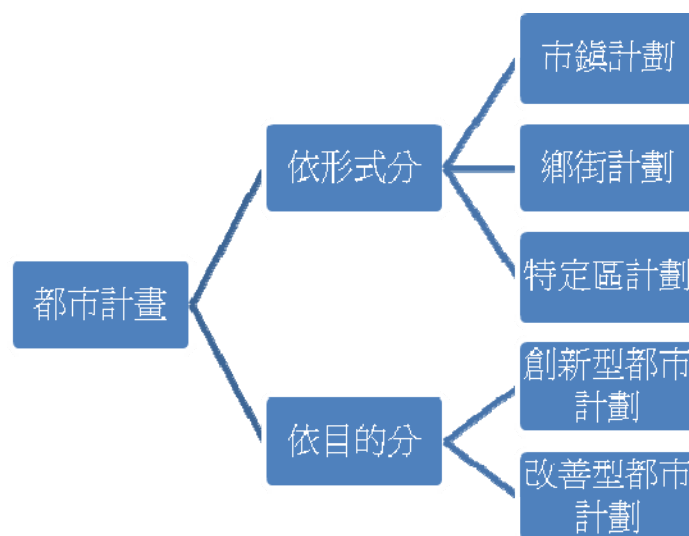 都市計畫
依形式分
市鎮計劃
鄉街計劃
特定區計劃
依目的分
創新型都市
計劃
改善型都市
計劃